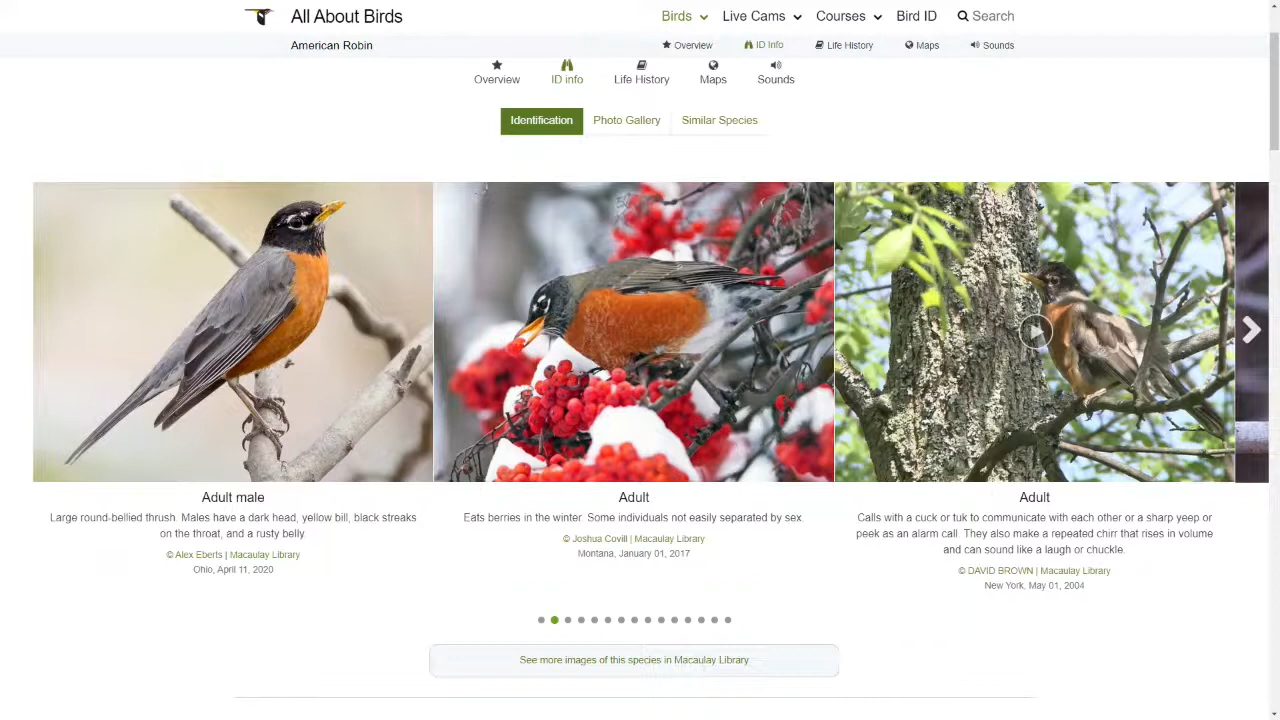 All About Birds
Birds
Live Cams
Courses
Bird ID
Search
American Robin
Overview
ID Info
Life History
Maps
Sounds
Overview
ID info
Life History
Maps
Sounds
Identification
Photo Gallery
Similar Species
Adult male
Large round-bellied thrush. Males have a dark head, yellow bill, black streaks
on the throat, and a rusty belly.
© Alex Eberts | Macaulay Library
Ohio, April 11, 2020
Adult
Eats berries in the winter. Some individuals not easily separated by sex.
© Joshua Covill | Macaulay Library
Montana, January 01, 2017
Adult
Calls with a cuck or tuk to communicate with each other or a sharp yeep or
peek as an alarm call. They also make a repeated chirr that rises in volume
and can sound like a laugh or chuckle.
© DAVID BROWN | Macaulay Library
New York, May 01, 2004
See more images of this species in Macaulay Library